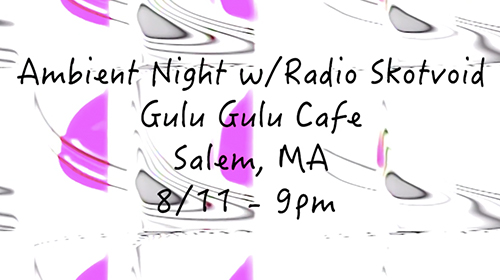 Ambient Night w/Radio Skotvoid
Gulu Gulu Cafe
Salem, MA
8/11 - 9pm